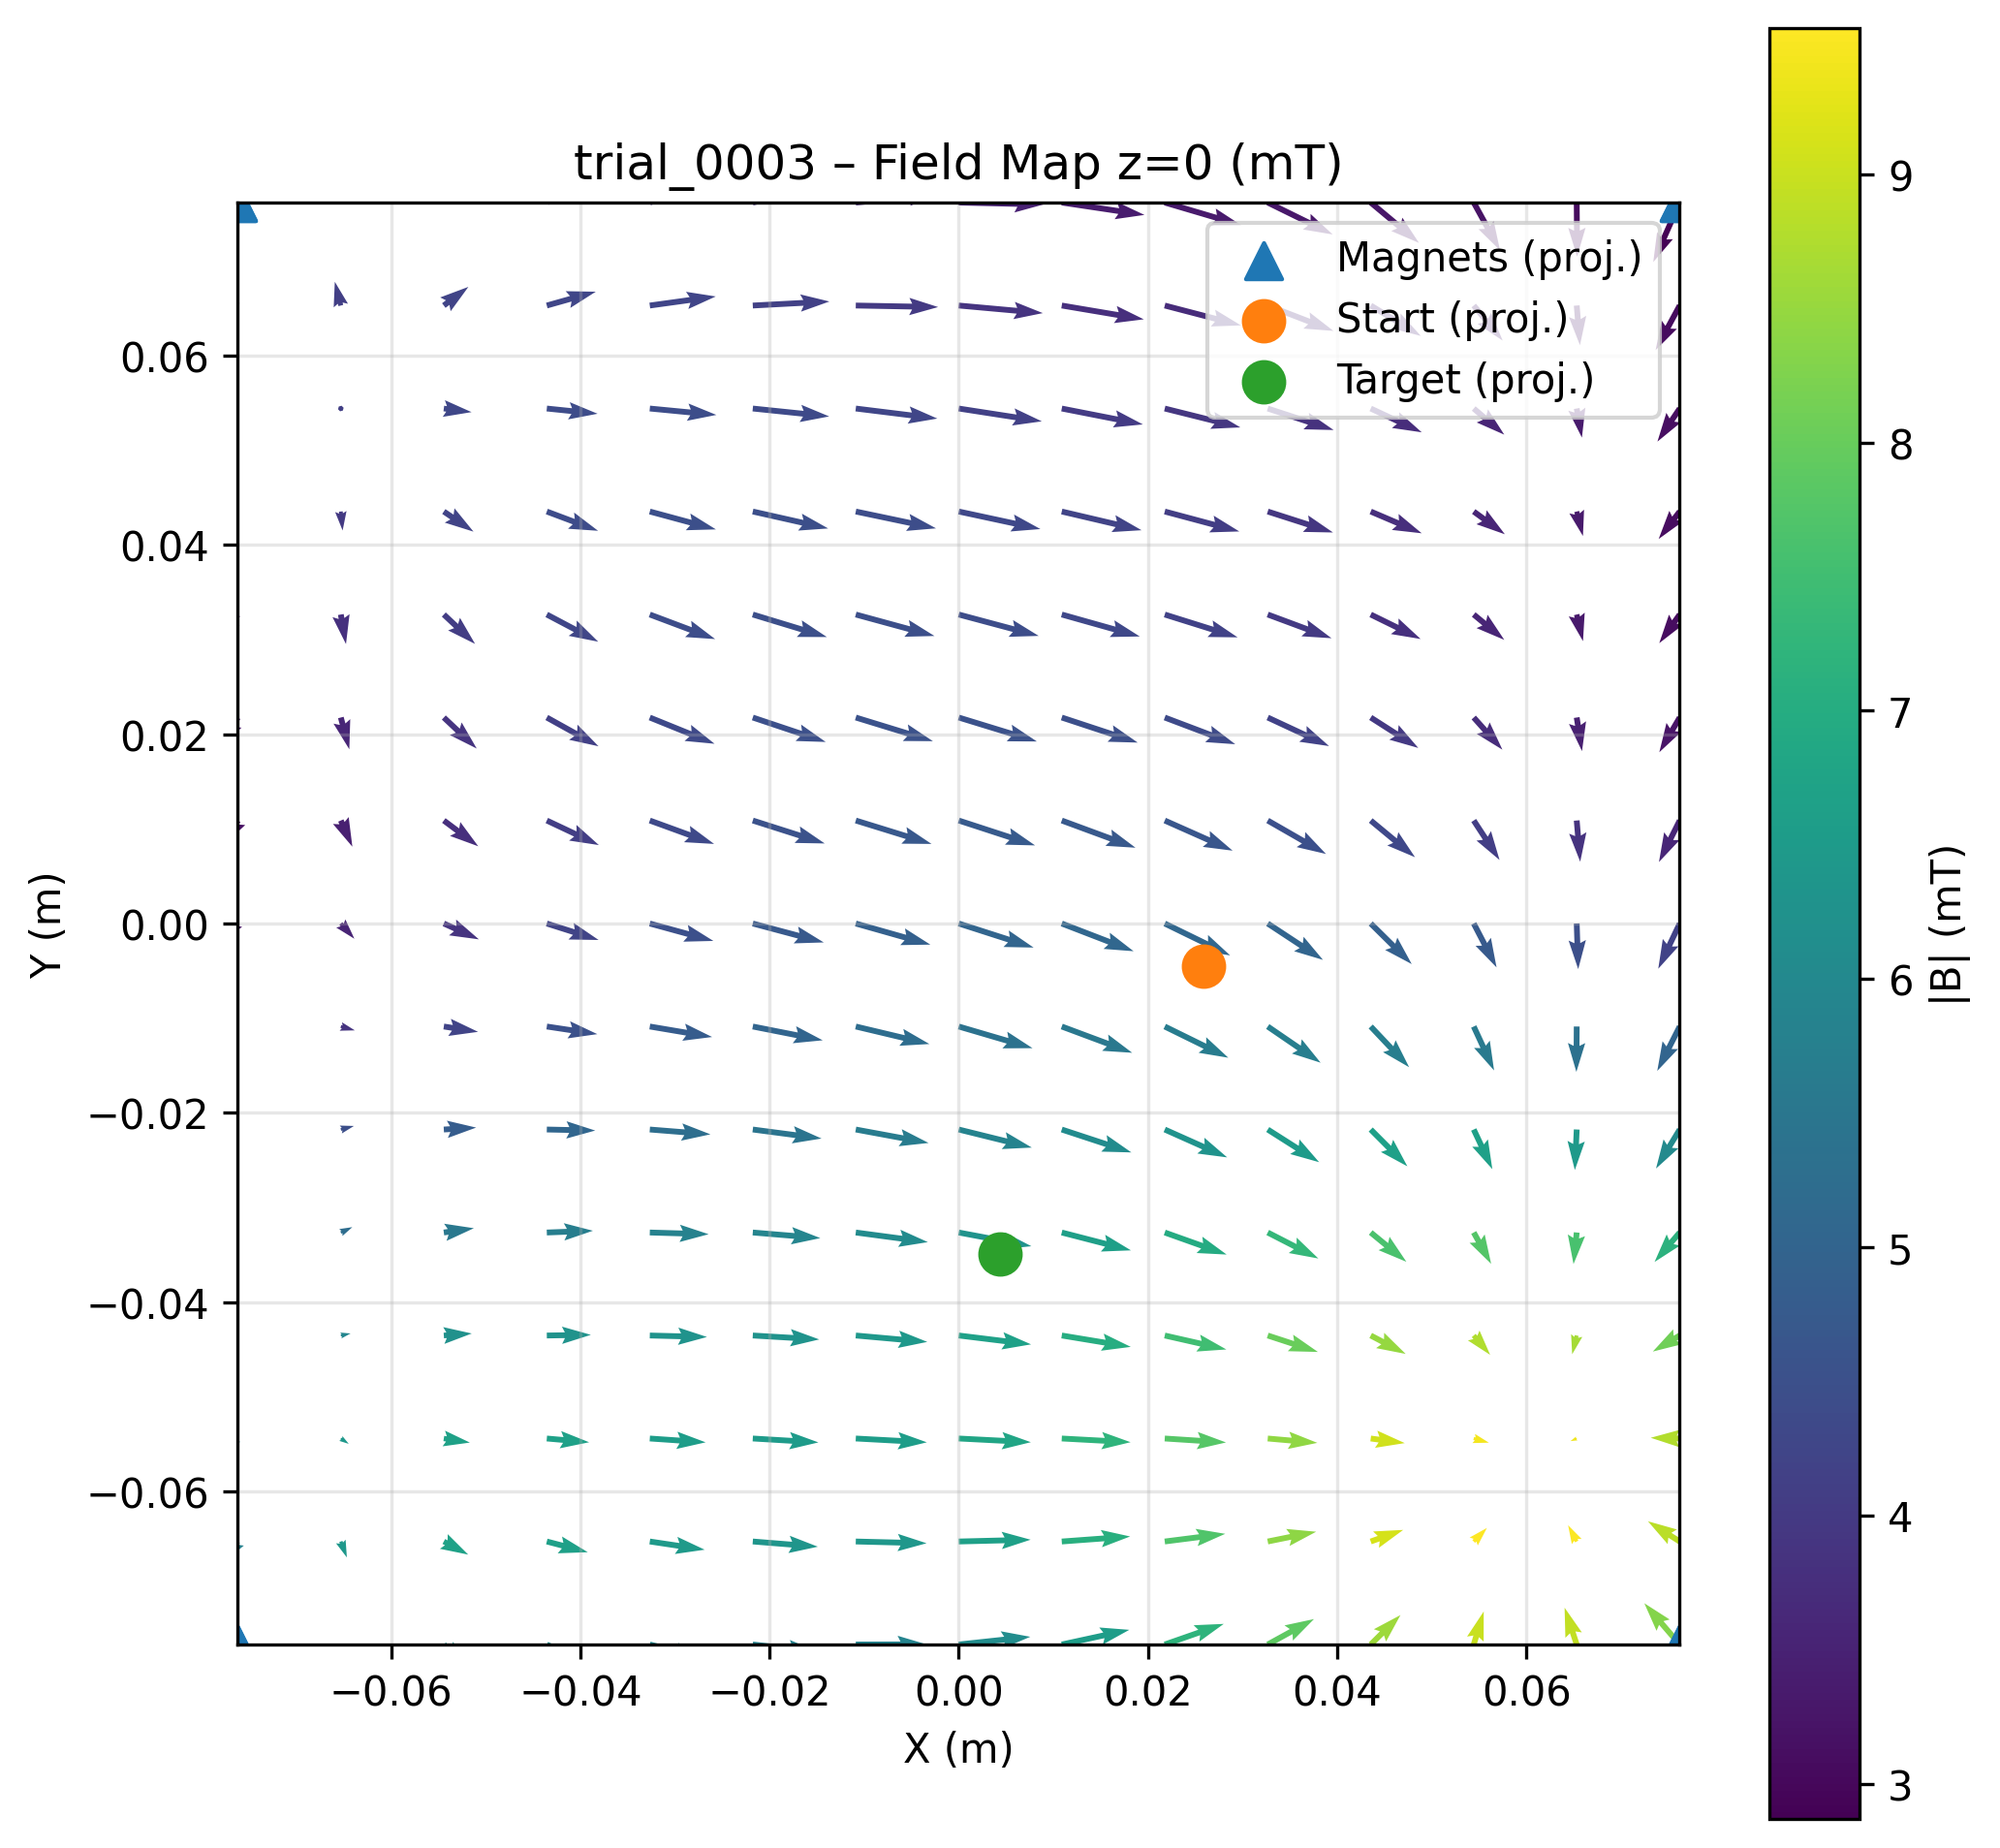 trial_0003 – Field Map z=0 (mT)
Magnets (proj.)
Start (proj.)
Target (proj.)
0.06
0.04
0.02
0.00
−0.02
−0.04
−0.06
Y (m)
−0.06 −0.04 −0.02 0.00 0.02 0.04 0.06
X (m)
9
8
7
6
5
4
3
|B| (mT)